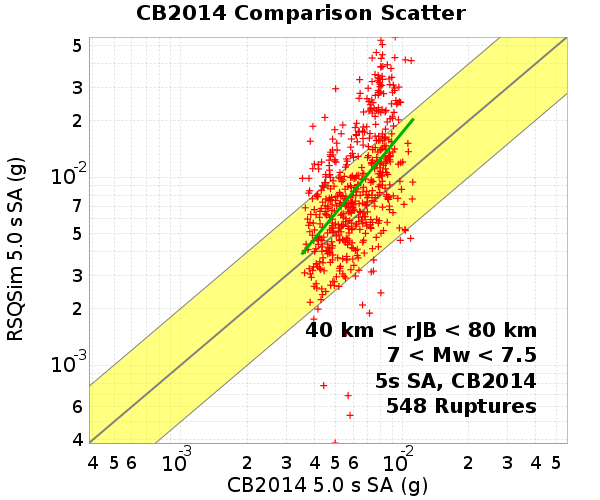 CB2014 Comparison Scatter
RSQSim 5.0 s SA (g)
5
3
2
10⁻²
7
5
3
2
10⁻³
6
4
40 km < rJB < 80 km
7 < Mw < 7.5
5s SA, CB2014
548 Ruptures
4 5 6 10⁻³ 2 3 4 5 6 10⁻² 2 3 4 5
CB2014 5.0 s SA (g)